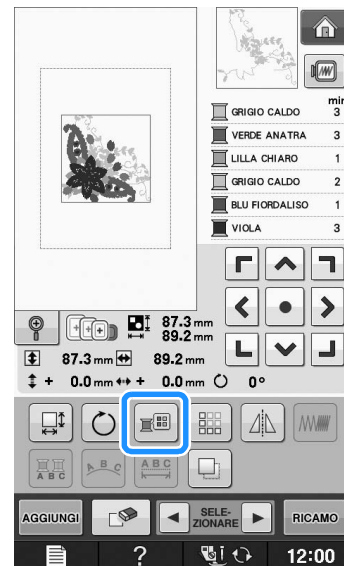 min
GRIGIO CALDO 3
VERDE ANATRA 3
LILLA CHIARO 1
GRIGIO CALDO 2
BLU FIORDALISO 1
VIOLA 3
87.3 mm
89.2 mm
87.3 mm 89.2 mm
+ 0.0 mm + 0.0 mm 0°
A B C A B C A B C
AGGIUNGI SELE-
ZIONARE RICAMO
? 12:00